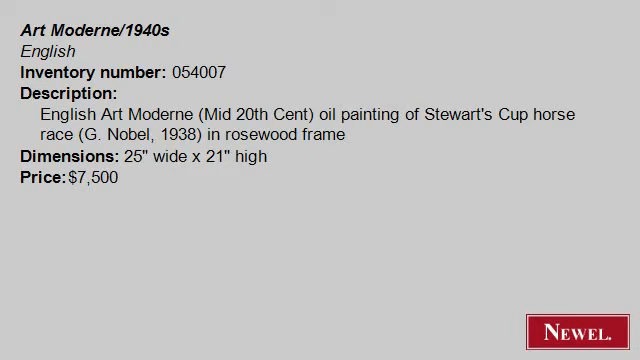 Art Moderne/1940s
English
Inventory number: 054007
Description:
English Art Moderne (Mid 20th Cent) oil painting of Stewart's Cup horse
race (G. Nobel, 1938) in rosewood frame
Dimensions: 25" wide x 21" high
Price:$7,500
NEWEL.